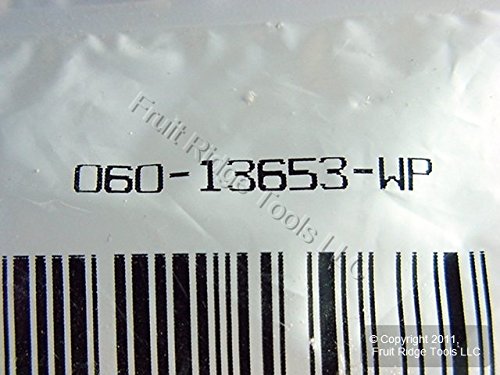 Fruit Ridge Tools LLC
060-13653-WP
© Copyright 2011,
Fruit Ridge Tools LLC